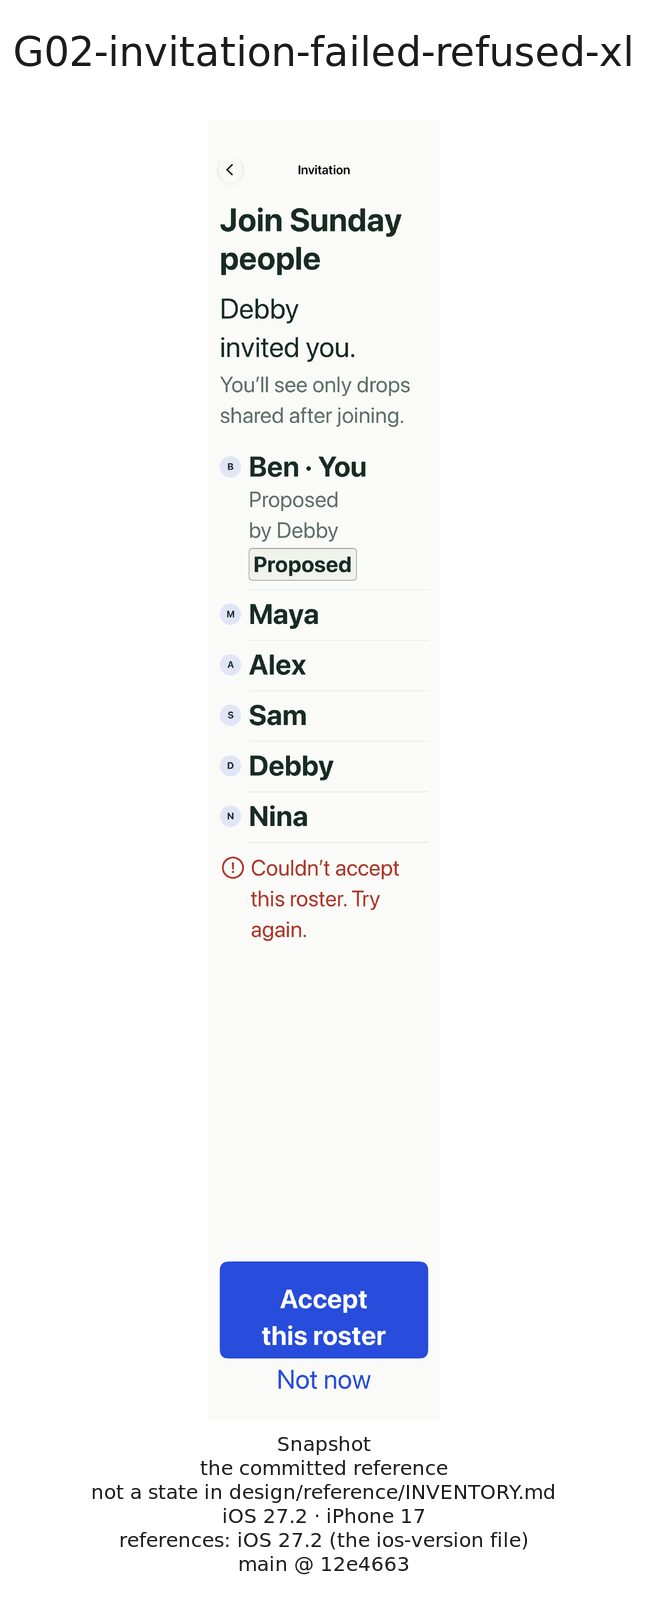 G02-invitation-failed-refused-xl
Invitation
Join Sunday
people
Debby
invited you.
You’ll see only drops
shared after joining.
B
Ben · You
Proposed
by Debby
Proposed
M
Maya
A
Alex
S
Sam
D
Debby
N
Nina
Couldn’t accept
this roster. Try
again.
Accept
this roster
Not now
Snapshot
the committed reference
not a state in design/reference/INVENTORY.md
iOS 27.2 · iPhone 17
references: iOS 27.2 (the ios-version file)
main @ 12e4663